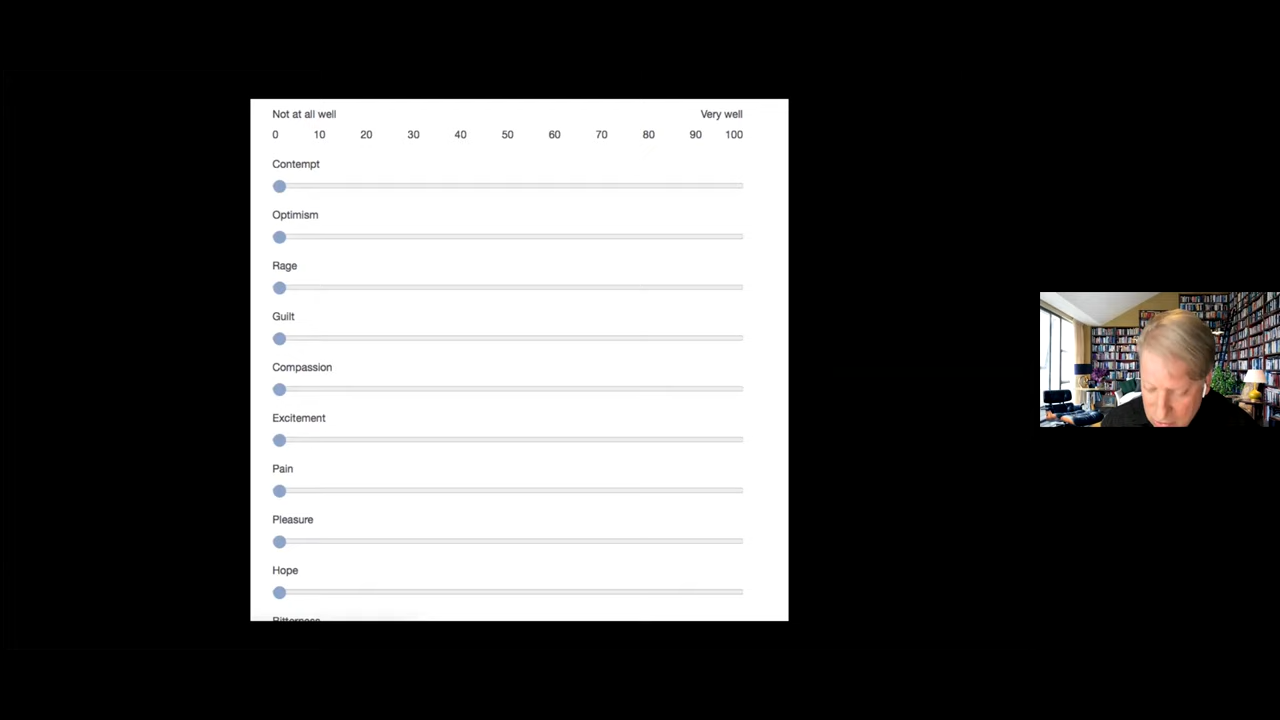 Not at all well Very well
0 10 20 30 40 50 60 70 80 90 100
Contempt
Optimism
Rage
Guilt
Compassion
Excitement
Pain
Pleasure
Hope
Bitterness